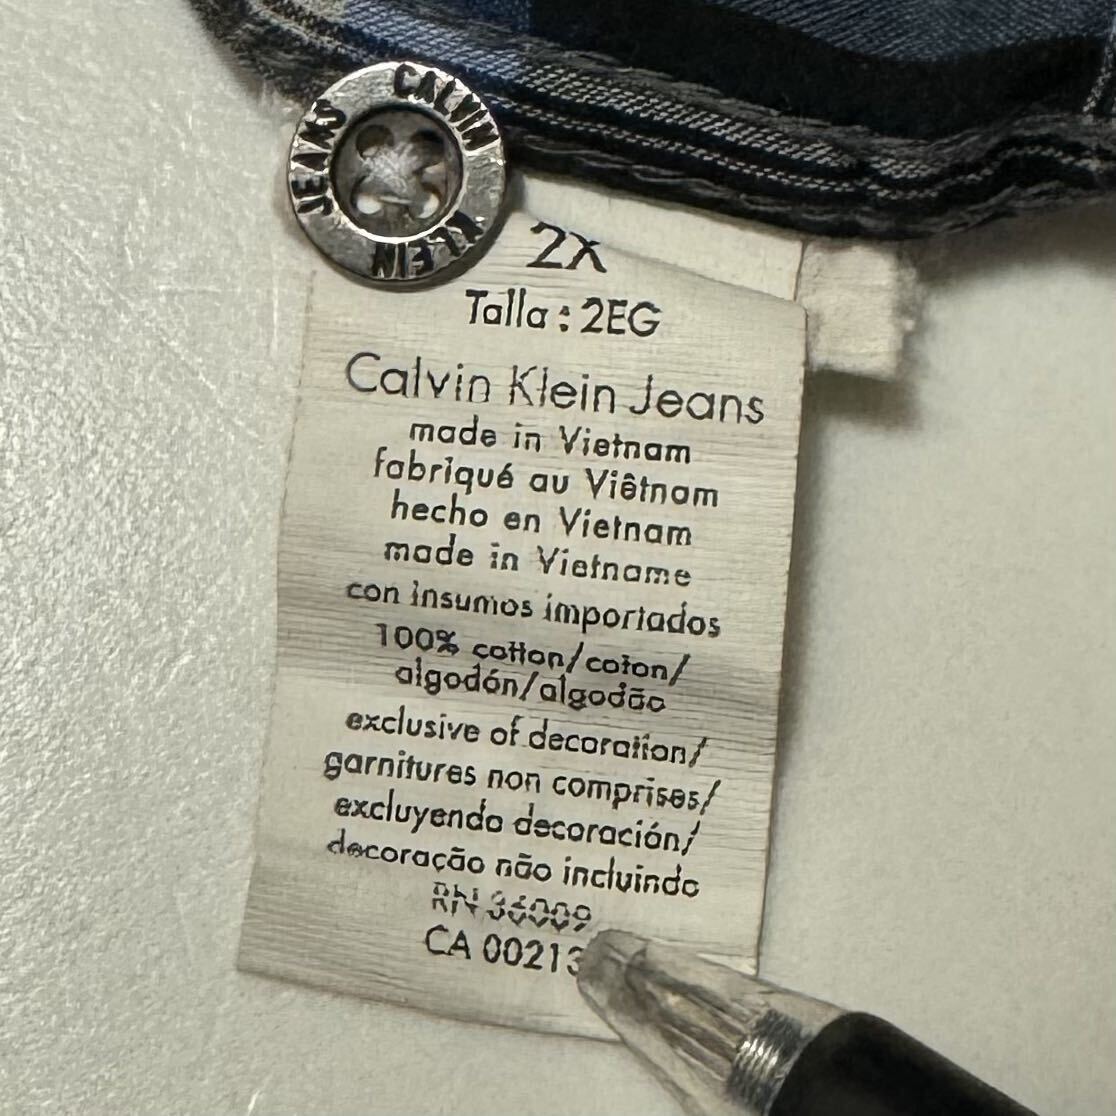 CALVIN KLEIN JEANS
2X
Talla: 2EG
Calvin Klein Jeans
made in Vietnam
fabriqué au Viêtnam
hecho en Vietnam
made in Vietname
con insumos importados
100% cotton/coton/
algodón/algodão
exclusive of decoration/
garnitures non comprises/
excluyendo decoración/
decoração não incluindo
RN 36009
CA 00213